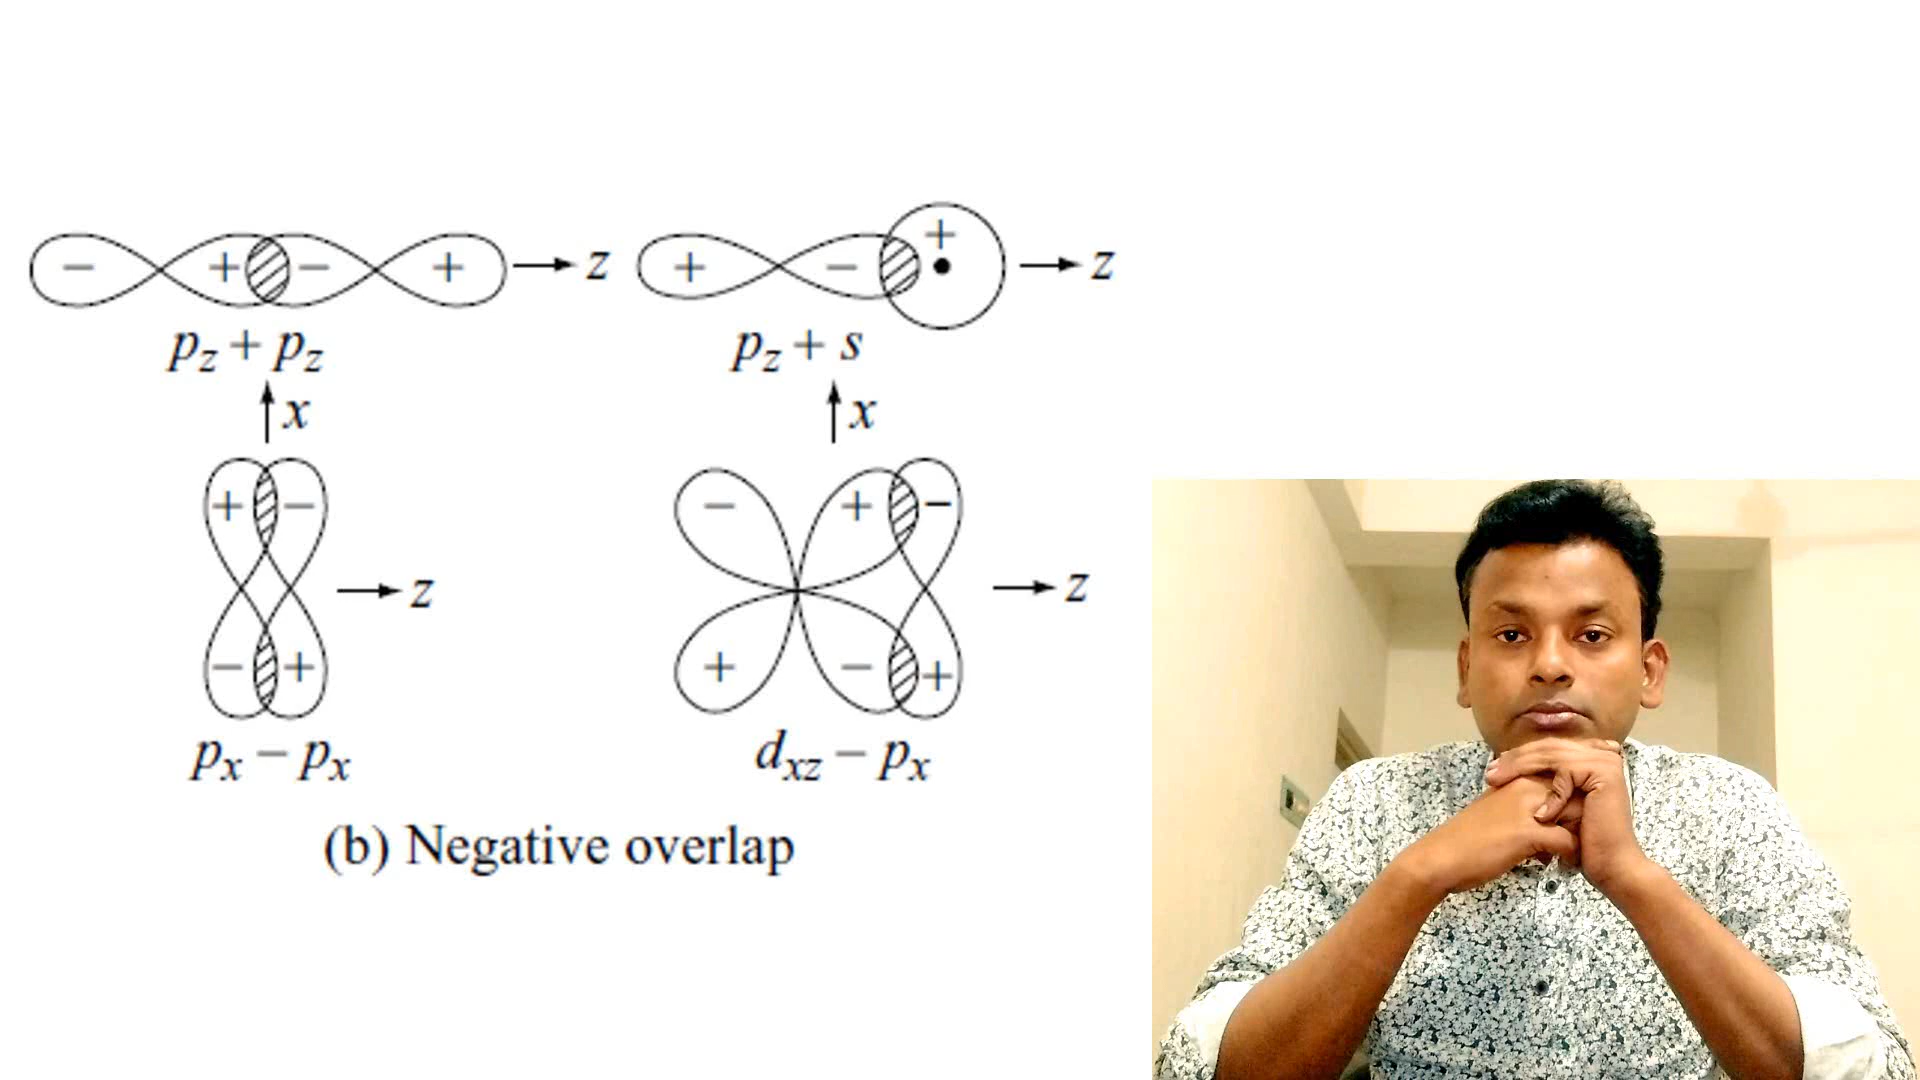 − + − + z
+ − + z
pz + pz
pz + s
x
x
+ −
− + −
z
z
− +
+ − +
px − px
dxz − px
(b) Negative overlap